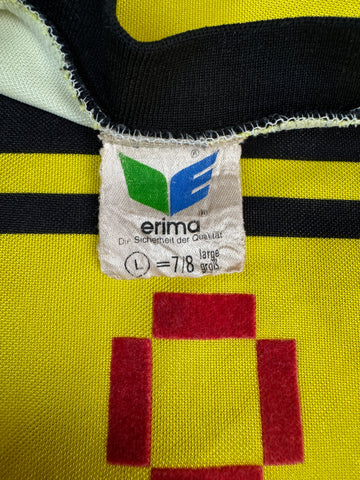 erima®
Die Sicherheit der Qualität
L =7/8 large
groß